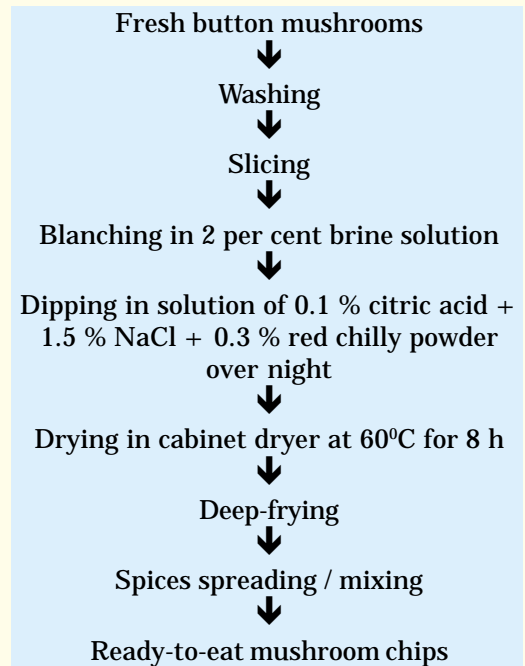 Fresh button mushrooms
Washing
Slicing
Blanching in 2 per cent brine solution
Dipping in solution of 0.1 % citric acid +
1.5 % NaCl + 0.3 % red chilly powder
over night
Drying in cabinet dryer at 60⁰C for 8 h
Deep-frying
Spices spreading / mixing
Ready-to-eat mushroom chips